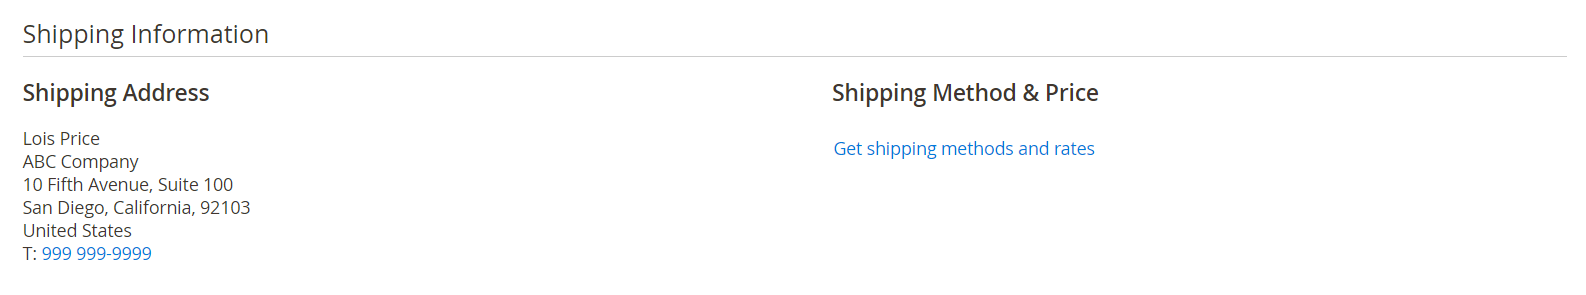 Shipping Information
Shipping Address
Lois Price
ABC Company
10 Fifth Avenue, Suite 100
San Diego, California, 92103
United States
T: 999 999-9999
Shipping Method & Price
Get shipping methods and rates